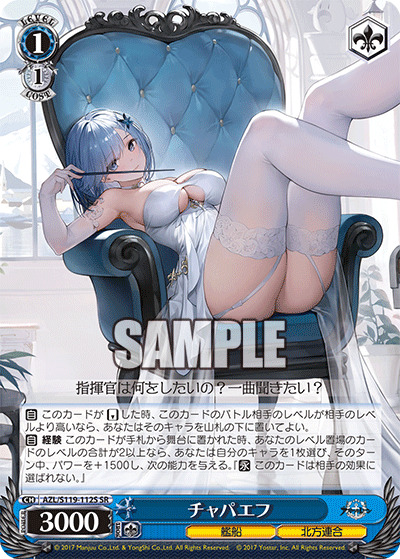 LEVEL
1
1
COST
SAMPLE
指揮官は何をしたいの?一曲聞きたい?
自 このカードが した時、このカードのバトル相手のレベルが相手のレベ
ルより高いなら、あなたはそのキャラを山札の下に置いてよい。
自 経験 このカードが手札から舞台に置かれた時、あなたのレベル置場のカー
ドのレベルの合計が2以上なら、あなたは自分のキャラを1枚選び、そのター
ン中、パワーを+1500し、次の能力を与える。『永 このカードは相手の効果に
選ばれない。』
AZL/S119-112S SR
チャパエフ
3000
艦船
北方連合
© 2017 Manjuu Co.,Ltd. & YongShi Co.,Ltd. All Rights Reserved. © 2017 Yostar, Inc. All Rights Reserved.